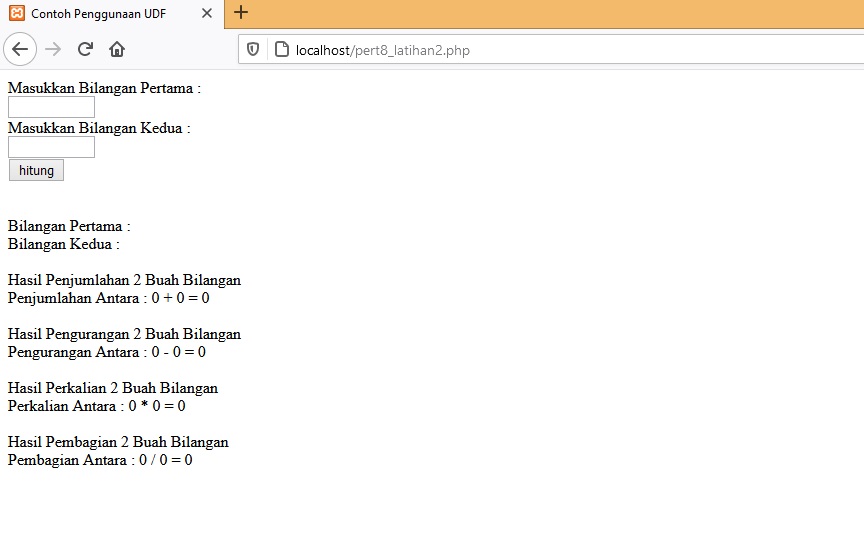 Contoh Penggunaan UDF
localhost/pert8_latihan2.php
Masukkan Bilangan Pertama :
Masukkan Bilangan Kedua :
hitung
Bilangan Pertama :
Bilangan Kedua :
Hasil Penjumlahan 2 Buah Bilangan
Penjumlahan Antara : 0 + 0 = 0
Hasil Pengurangan 2 Buah Bilangan
Pengurangan Antara : 0 - 0 = 0
Hasil Perkalian 2 Buah Bilangan
Perkalian Antara : 0 * 0 = 0
Hasil Pembagian 2 Buah Bilangan
Pembagian Antara : 0 / 0 = 0